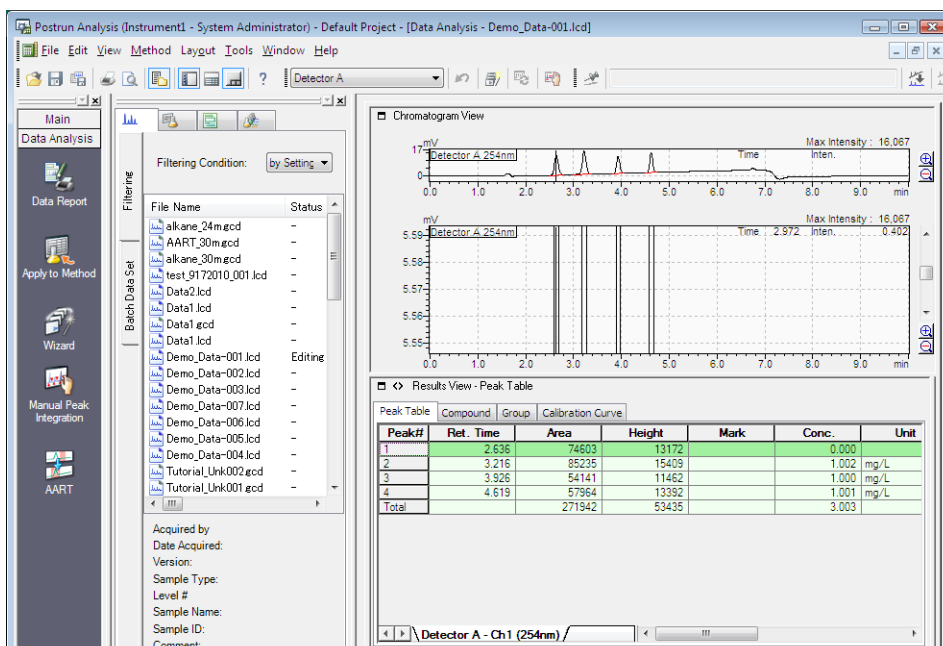 Postrun Analysis (Instrument1 - System Administrator) - Default Project - [Data Analysis - Demo_Data-001.lcd]
File Edit View Method Layout Tools Window Help
Detector A
Main
Data Analysis
Data Report
Apply to Method
Wizard
Manual Peak
Integration
AART
Filtering
Batch Data Set
Filtering Condition: by Setting
File Name Status
alkane_24m.gcd -
AART_30m.gcd -
alkane_30m.gcd -
test_9172010_001.lcd -
Data2.lcd -
Data1.lcd -
Data1.gcd -
Data1.lcd -
Demo_Data-001.lcd Editing
Demo_Data-002.lcd -
Demo_Data-003.lcd -
Demo_Data-007.lcd -
Demo_Data-006.lcd -
Demo_Data-005.lcd -
Demo_Data-004.lcd -
Tutorial_Unk002.gcd -
Tutorial_Unk001.gcd -
Acquired by
Date Acquired:
Version:
Sample Type:
Level #
Sample Name:
Sample ID:
Comment:
Chromatogram View
mV Max Intensity : 16,067
17 Detector A 254nm Time Inten.
0
0.0 1.0 2.0 3.0 4.0 5.0 6.0 7.0 8.0 9.0 min
mV Max Intensity : 16,067
5.59 Detector A 254nm Time 2.972 Inten. 0.402
5.58
5.57
5.56
5.55
0.0 1.0 2.0 3.0 4.0 5.0 6.0 7.0 8.0 9.0 min
Results View - Peak Table
Peak Table Compound Group Calibration Curve
Peak# Ret. Time Area Height Mark Conc. Unit
1 2.636 74603 13172 0.000
2 3.216 85235 15409 1.002 mg/L
3 3.926 54141 11462 1.000 mg/L
4 4.619 57964 13392 1.001 mg/L
Total 271942 53435 3.003
Detector A - Ch1 (254nm)